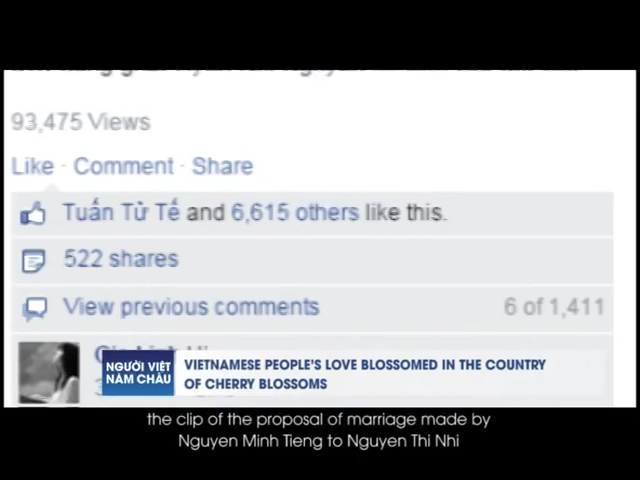 93,475 Views
Like · Comment · Share
Tuấn Tử Tế and 6,615 others like this.
522 shares
View previous comments 6 of 1,411
NGƯỜI VIỆT
NĂM CHÂU
VIETNAMESE PEOPLE'S LOVE BLOSSOMED IN THE COUNTRY
OF CHERRY BLOSSOMS
the clip of the proposal of marriage made by
Nguyen Minh Tieng to Nguyen Thi Nhi